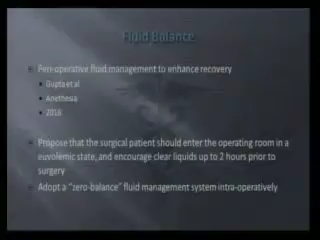 Fluid Balance
Peri-operative fluid management to enhance recovery
Gupta et al
Anethesia
2016
Propose that the surgical patient should enter the operating room in a
euvolemic state, and encourage clear liquids up to 2 hours prior to
surgery
Adopt a "zero-balance" fluid management system intra-operatively